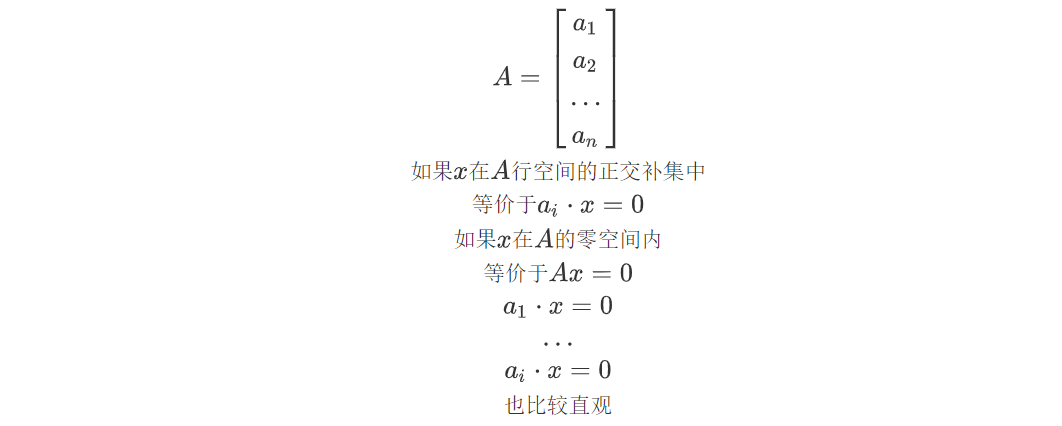 A = [a₁
a₂
⋯
aₙ]
如果x在A行空间的正交补集中
等价于aᵢ · x = 0
如果x在A的零空间内
等价于Ax = 0
a₁ · x = 0
⋯
aᵢ · x = 0
也比较直观